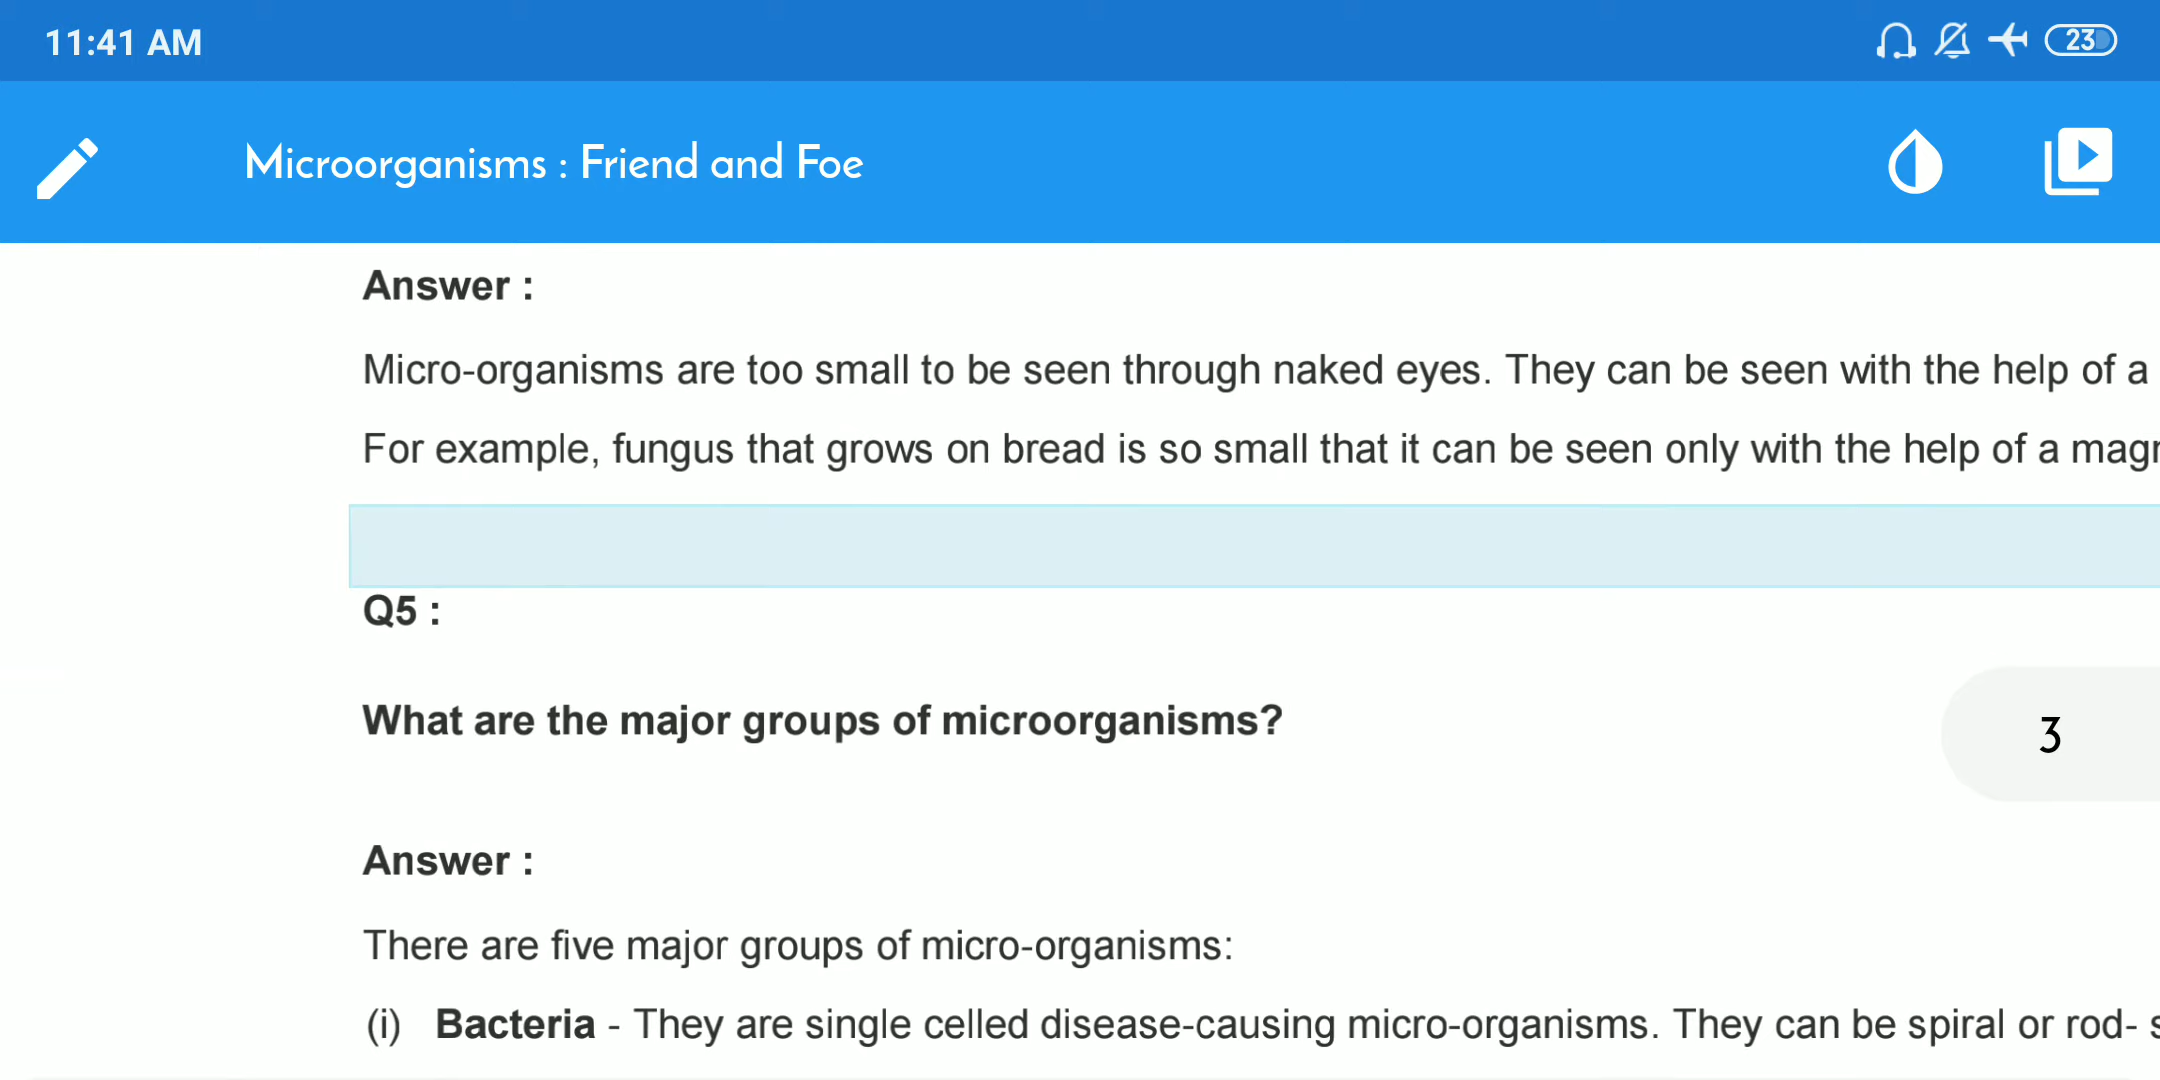 11:41 AM
23
Microorganisms : Friend and Foe
Answer :
Micro-organisms are too small to be seen through naked eyes. They can be seen with the help of a
For example, fungus that grows on bread is so small that it can be seen only with the help of a
Q5 :
What are the major groups of microorganisms?
3
Answer :
There are five major groups of micro-organisms:
(i) Bacteria - They are single celled disease-causing micro-organisms. They can be spiral or rod-